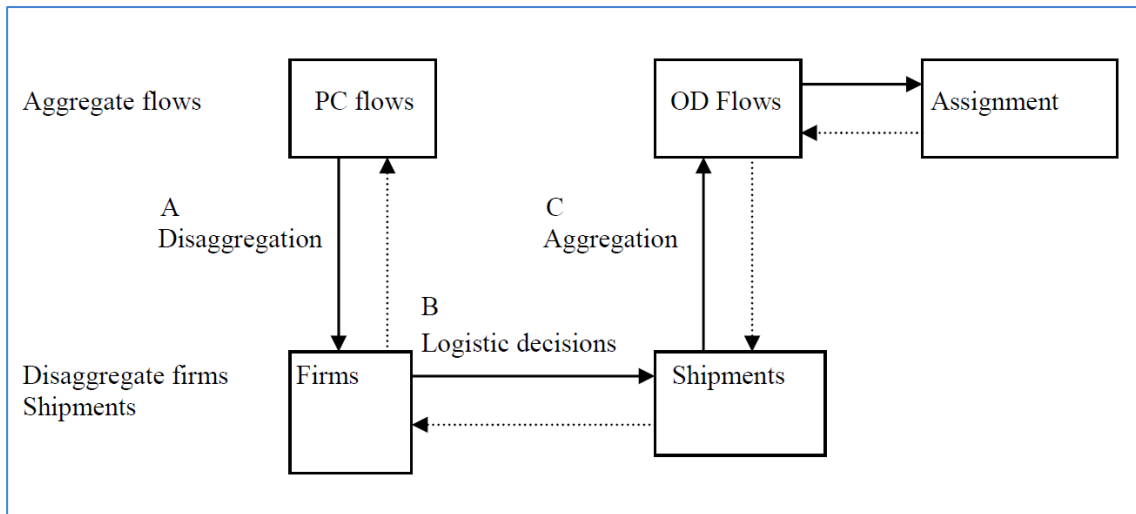 Aggregate flows
PC flows
OD Flows
Assignment
A
Disaggregation
C
Aggregation
B
Logistic decisions
Disaggregate firms
Shipments
Firms
Shipments